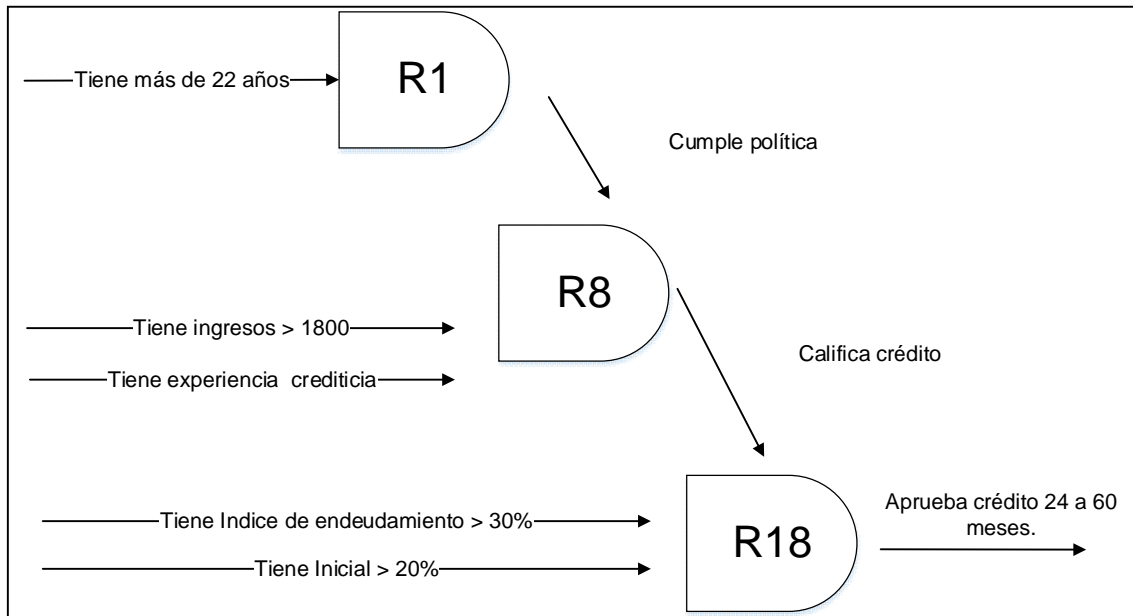 Tiene más de 22 años
R1
Cumple política
R8
Tiene ingresos > 1800
Califica crédito
Tiene experiencia crediticia
Tiene Indice de endeudamiento > 30%
Aprueba crédito 24 a 60
meses.
R18
Tiene Inicial > 20%